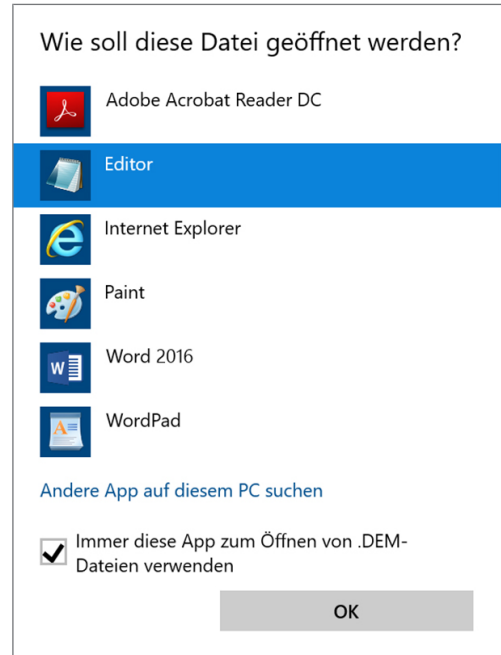 Wie soll diese Datei geöffnet werden?
Adobe Acrobat Reader DC
Editor
Internet Explorer
Paint
Word 2016
WordPad
Andere App auf diesem PC suchen
Immer diese App zum Öffnen von .DEM-
Dateien verwenden
OK